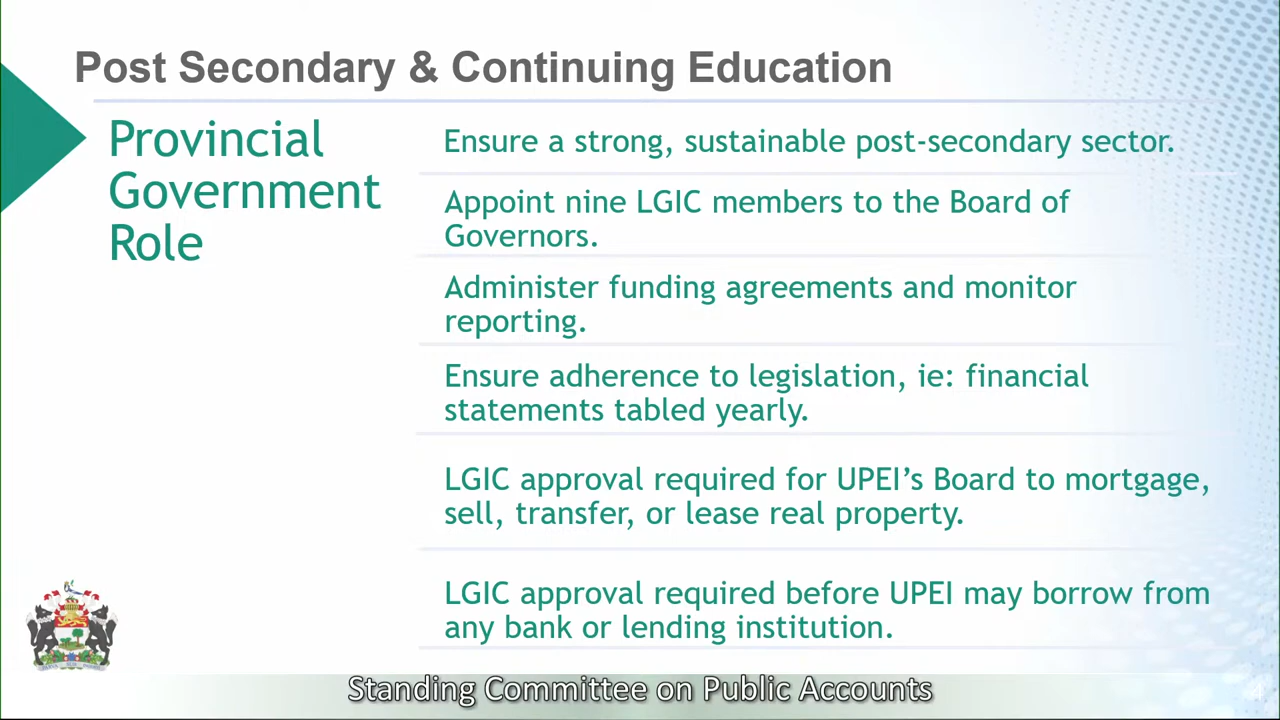 Post Secondary & Continuing Education
Provincial
Government
Role
Ensure a strong, sustainable post-secondary sector.
Appoint nine LGIC members to the Board of
Governors.
Administer funding agreements and monitor
reporting.
Ensure adherence to legislation, ie: financial
statements tabled yearly.
LGIC approval required for UPEI’s Board to mortgage,
sell, transfer, or lease real property.
LGIC approval required before UPEI may borrow from
any bank or lending institution.
Standing Committee on Public Accounts
4